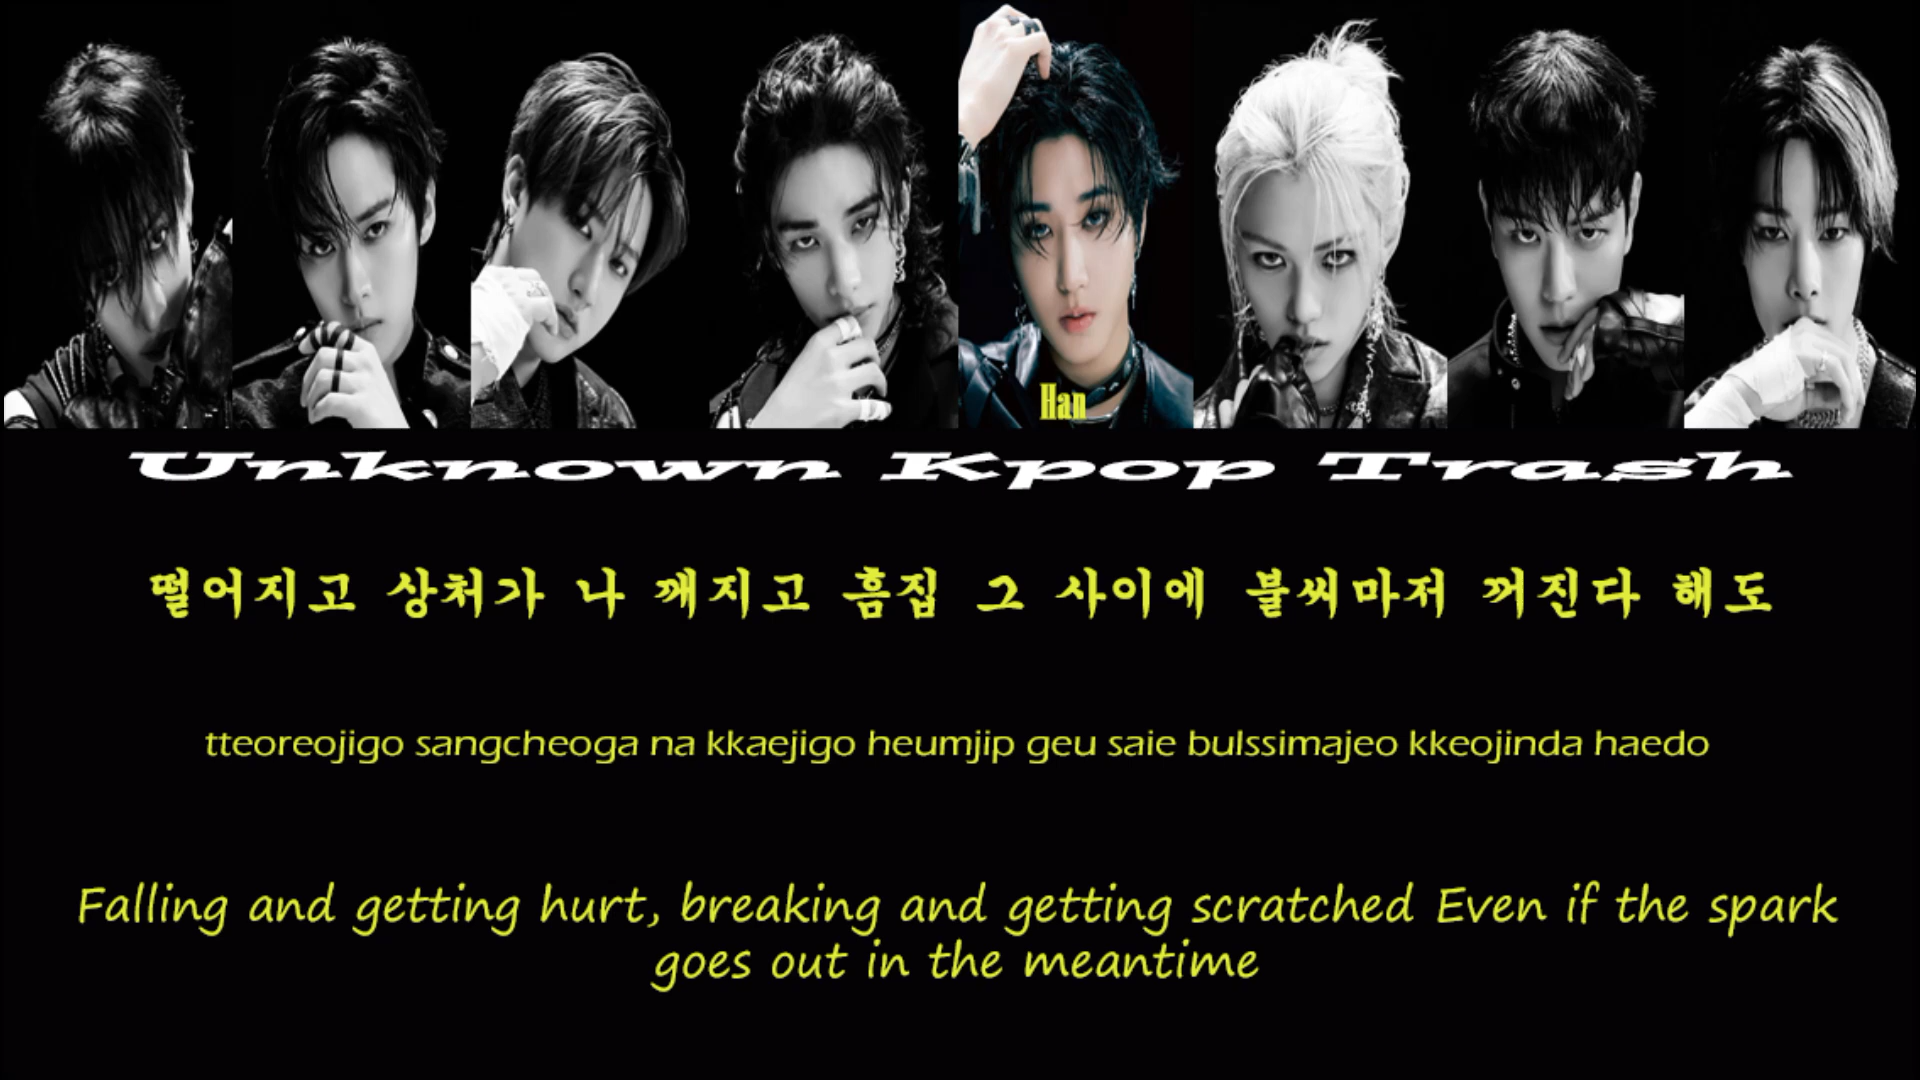 Han
Unknown Kpop Trash
떨어지고 상처가 나 깨지고 흠집 그 사이에 불씨마저 꺼진다 해도
tteoreojigo sangcheoga na kkaejigo heumjip geu saie bulssimajeo kkeojinda haedo
Falling and getting hurt, breaking and getting scratched Even if the spark
goes out in the meantime